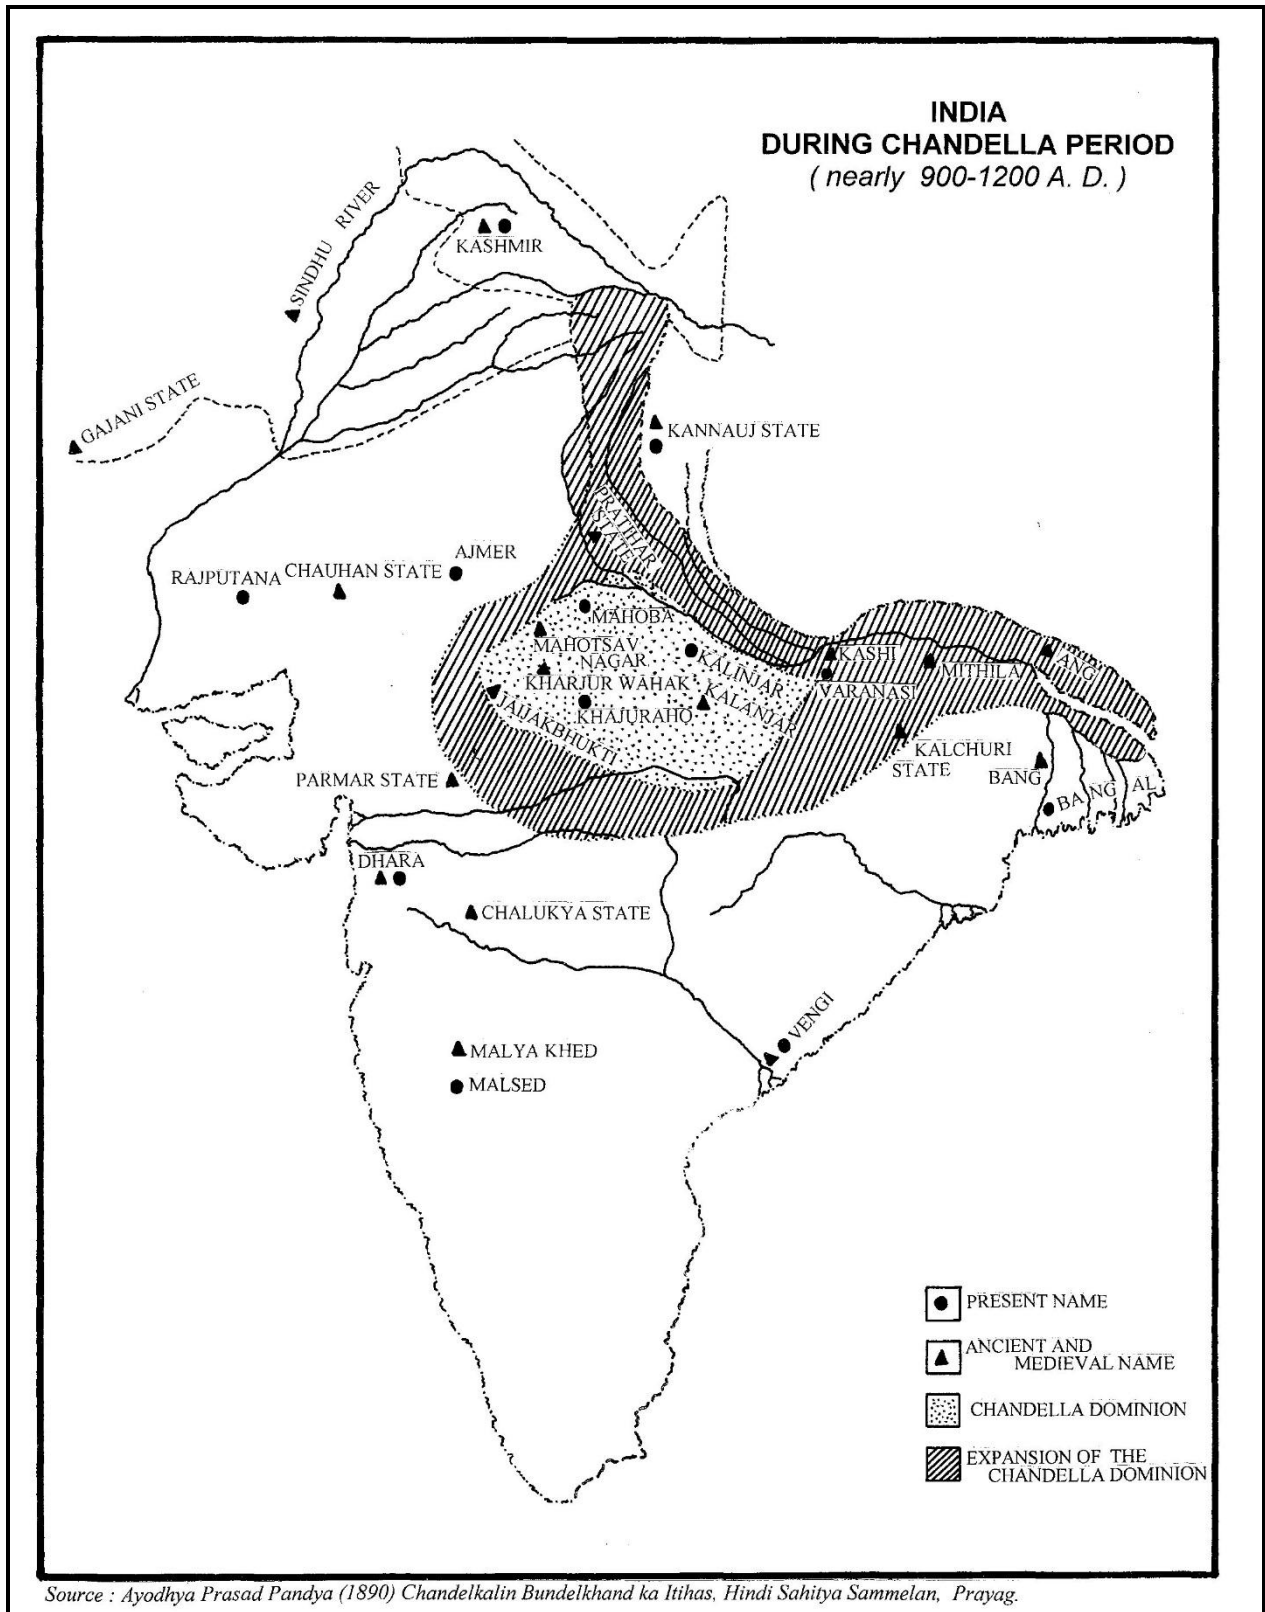 INDIA
DURING CHANDELLA PERIOD
( nearly 900-1200 A. D. )
SINDHU RIVER
KASHMIR
GAJANI STATE
KANNAUJ STATE
PRATIHAR
STATE
AJMER
RAJPUTANA
CHAUHAN STATE
MAHOBA
MAHOTSAV
NAGAR
KHARJUR WAHAK
KHAJURAHO
KALINJAR
KALANJAR
JAIJAKBHUKTI
KASHI
VARANASI
MITHILA
ANG
KALCHURI
STATE
BANG
BANGAL
PARMAR STATE
DHARA
CHALUKYA STATE
VENGI
MALYA KHED
MALSED
PRESENT NAME
ANCIENT AND
MEDIEVAL NAME
CHANDELLA DOMINION
EXPANSION OF THE
CHANDELLA DOMINION
Source : Ayodhya Prasad Pandya (1890) Chandelkalin Bundelkhand ka Itihas, Hindi Sahitya Sammelan, Prayag.